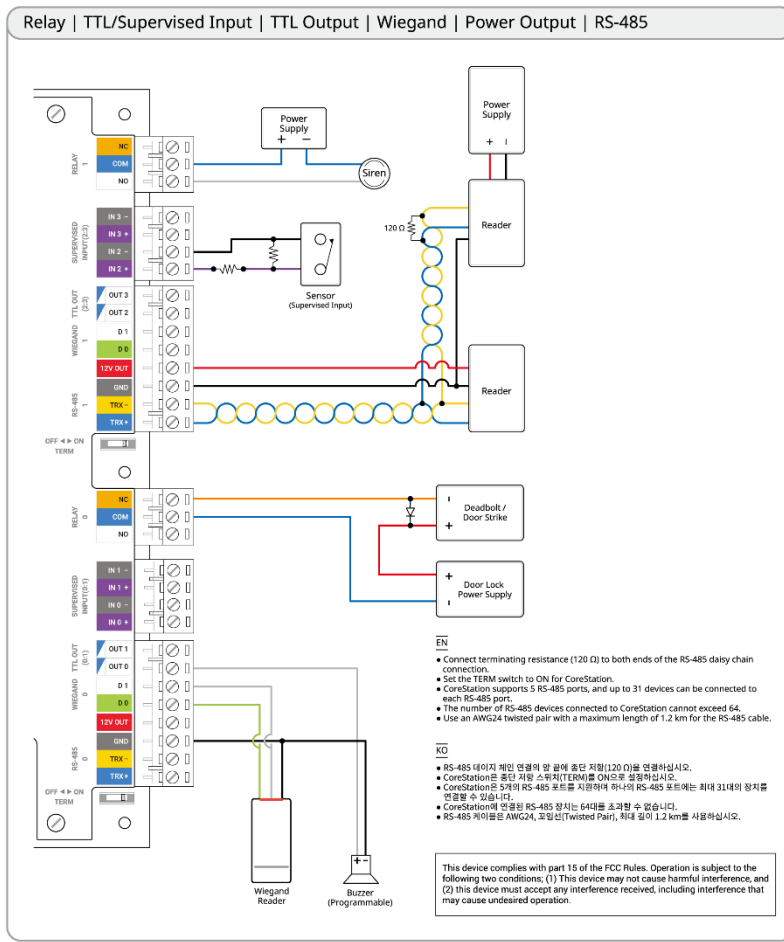 Relay | TTL/Supervised Input | TTL Output | Wiegand | Power Output | RS-485
Power
Supply
+ −
Siren
Power
Supply
+ −
RELAY
1
NC
COM
NO
120 Ω
Reader
SUPERVISED
INPUT(2:3)
IN 3 −
IN 3 +
IN 2 −
IN 2 +
Sensor
(Supervised Input)
TTL OUT
(2:3)
OUT 3
OUT 2
WIEGAND
1
D 1
D 0
12V OUT
GND
RS-485
1
TRX −
TRX +
Reader
OFF ◄ ► ON
TERM
RELAY
0
NC
COM
NO
−
+
Deadbolt /
Door Strike
SUPERVISED
INPUT(0:1)
IN 1 −
IN 1 +
IN 0 −
IN 0 +
+
−
Door Lock
Power Supply
TTL OUT
(0:1)
OUT 1
OUT 0
WIEGAND
0
D 1
D 0
12V OUT
GND
RS-485
0
TRX −
TRX +
OFF ◄ ► ON
TERM
Wiegand
Reader
+ −
Buzzer
(Programmable)
EN
• Connect terminating resistance (120 Ω) to both ends of the RS-485 daisy chain
connection.
• Set the TERM switch to ON for CoreStation.
• CoreStation supports 5 RS-485 ports, and up to 31 devices can be connected to
each RS-485 port.
• The number of RS-485 devices connected to CoreStation cannot exceed 64.
• Use an AWG24 twisted pair with a maximum length of 1.2 km for the RS-485 cable.
KO
• RS-485 데이지 체인 연결의 양 끝에 종단 저항(120 Ω)을 연결하십시오.
• CoreStation은 종단 저항 스위치(TERM)를 ON으로 설정하십시오.
• CoreStation은 5개의 RS-485 포트를 지원하며 하나의 RS-485 포트에는 최대 31대의 장치를
연결할 수 있습니다.
• CoreStation에 연결된 RS-485 장치는 64대를 초과할 수 없습니다.
• RS-485 케이블은 AWG24, 꼬임선(Twisted Pair), 최대 길이 1.2 km를 사용하십시오.
This device complies with part 15 of the FCC Rules. Operation is subject to the
following two conditions; (1) This device may not cause harmful interference, and
(2) this device must accept any interference received, including interference that
may cause undesired operation.